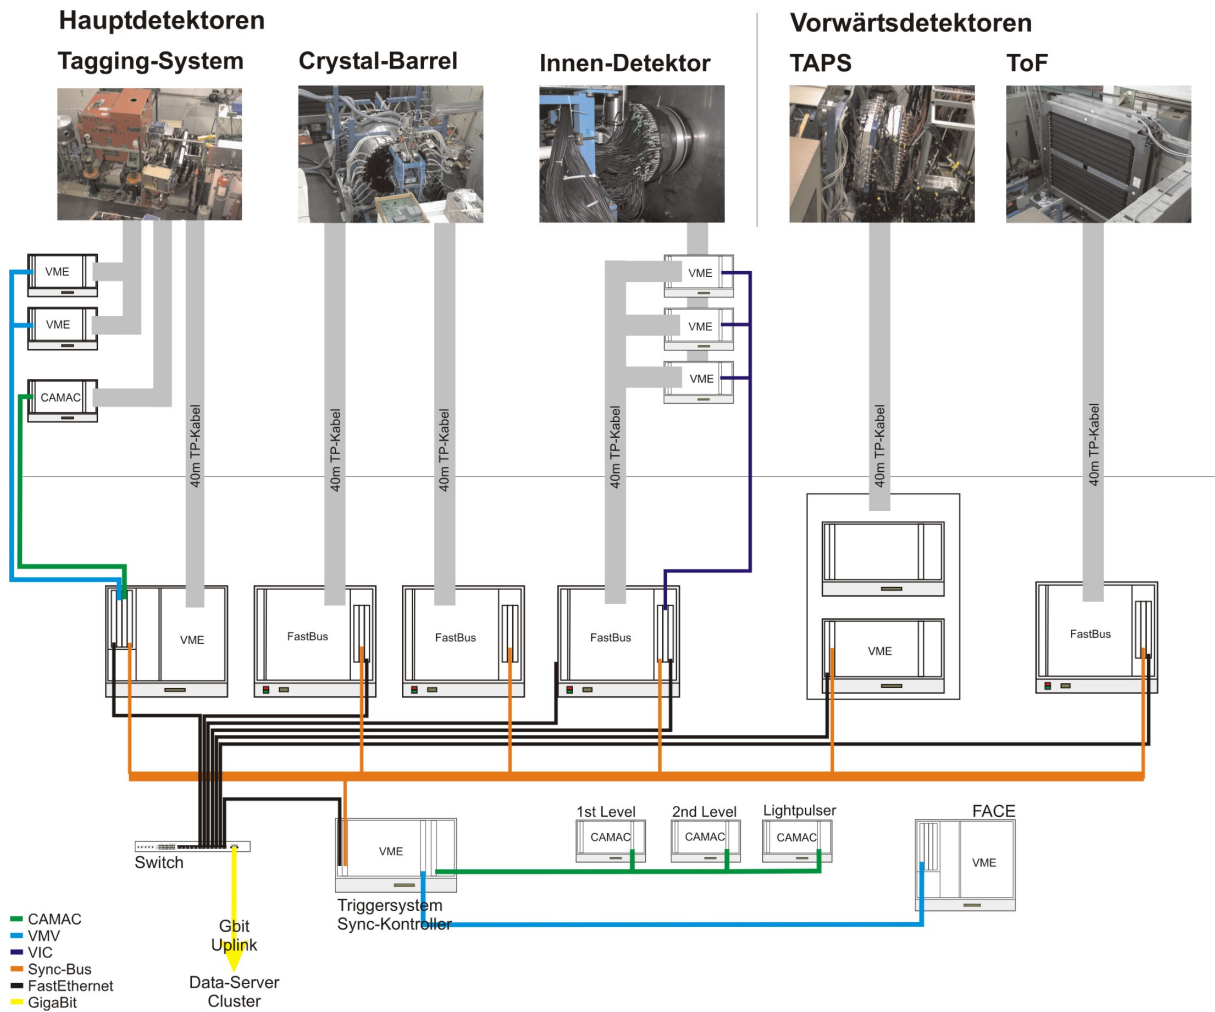 Hauptdetektoren
Vorwärtsdetektoren
Tagging-System
Crystal-Barrel
Innen-Detektor
TAPS
ToF
VME
VME
CAMAC
VME
VME
VME
40m TP-Kabel
40m TP-Kabel
40m TP-Kabel
40m TP-Kabel
40m TP-Kabel
40m TP-Kabel
VME
FastBus
FastBus
FastBus
VME
FastBus
Switch
VME
Triggersystem
Sync-Kontroller
1st Level
CAMAC
2nd Level
CAMAC
Lightpulser
CAMAC
FACE
VME
Gbit
Uplink
Data-Server
Cluster
CAMAC
VMV
VIC
Sync-Bus
FastEthernet
GigaBit